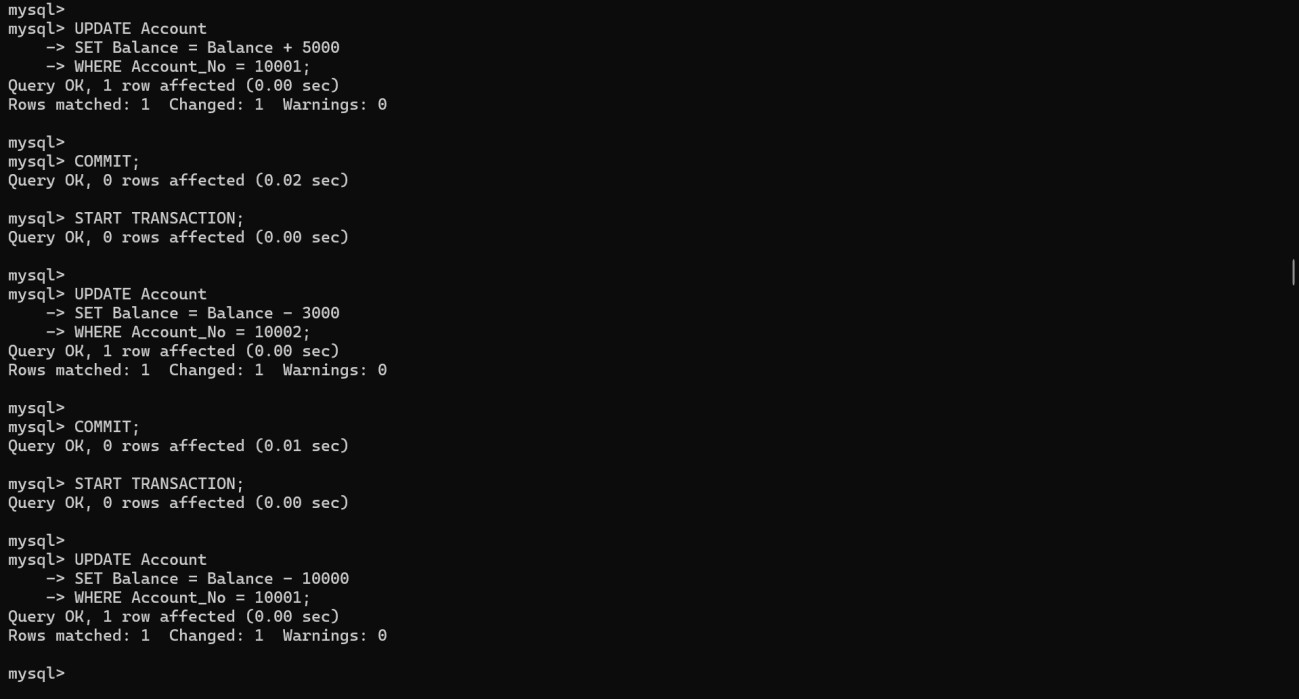 mysql>
mysql> UPDATE Account
    -> SET Balance = Balance + 5000
    -> WHERE Account_No = 10001;
Query OK, 1 row affected (0.00 sec)
Rows matched: 1  Changed: 1  Warnings: 0

mysql>
mysql> COMMIT;
Query OK, 0 rows affected (0.02 sec)

mysql> START TRANSACTION;
Query OK, 0 rows affected (0.00 sec)

mysql>
mysql> UPDATE Account
    -> SET Balance = Balance - 3000
    -> WHERE Account_No = 10002;
Query OK, 1 row affected (0.00 sec)
Rows matched: 1  Changed: 1  Warnings: 0

mysql>
mysql> COMMIT;
Query OK, 0 rows affected (0.01 sec)

mysql> START TRANSACTION;
Query OK, 0 rows affected (0.00 sec)

mysql>
mysql> UPDATE Account
    -> SET Balance = Balance - 10000
    -> WHERE Account_No = 10001;
Query OK, 1 row affected (0.00 sec)
Rows matched: 1  Changed: 1  Warnings: 0

mysql>